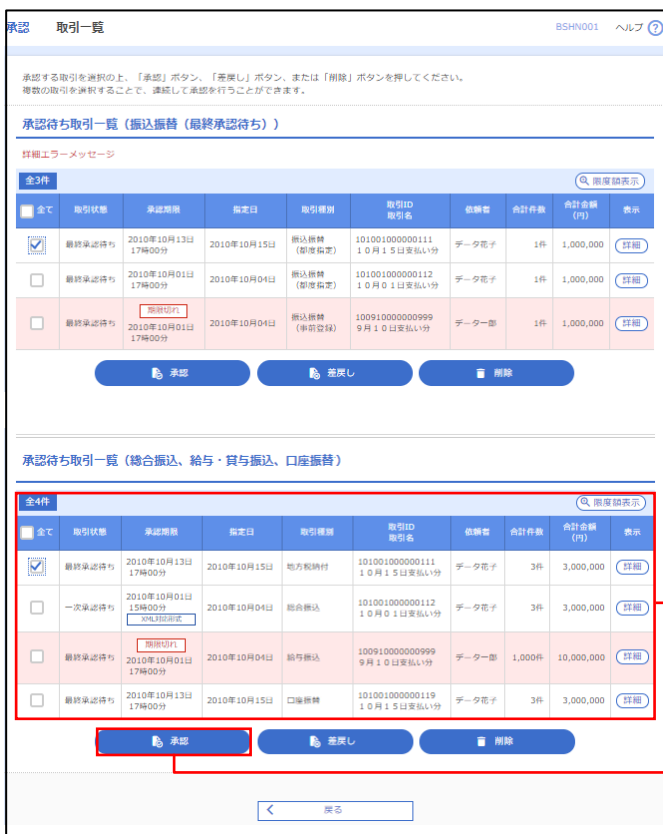 承認 取引一覧 BSHN001 ヘルプ ?
承認する取引を選択の上、「承認」ボタン、「差戻し」ボタン、または「削除」ボタンを押してください。
複数の取引を選択することで、連続して承認を行うことができます。
承認待ち取引一覧（振込振替（最終承認待ち））
詳細エラーメッセージ
全3件 限度額表示
全て 取引状態 承認期限 指定日 取引種別 取引ID 依頼者 合計件数 合計金額 表示
取引名 (円)
最終承認待ち 2010年10月13日 2010年10月15日 振込振替 101001000000111 データ花子 1件 1,000,000 詳細
17時00分 （都度指定） 10月15日支払い分
最終承認待ち 2010年10月01日 2010年10月04日 振込振替 101001000000112 データ花子 1件 1,000,000 詳細
17時00分 （都度指定） 10月01日支払い分
期限切れ
最終承認待ち 2010年10月01日 2010年10月04日 振込振替 100910000000999 データ一郎 1件 1,000,000 詳細
17時00分 （事前登録） 9月10日支払い分
承認 差戻し 削除
承認待ち取引一覧（総合振込、給与・賞与振込、口座振替）
全4件 限度額表示
全て 取引状態 承認期限 指定日 取引種別 取引ID 依頼者 合計件数 合計金額 表示
取引名 (円)
最終承認待ち 2010年10月13日 2010年10月15日 地方税納付 101001000000111 データ花子 3件 3,000,000 詳細
17時00分 10月15日支払い分
一次承認待ち 2010年10月01日 2010年10月04日 総合振込 101001000000112 データ花子 3件 3,000,000 詳細
15時00分 10月01日支払い分
XML対応形式
期限切れ
最終承認待ち 2010年10月01日 2010年10月04日 給与振込 100910000000999 データ一郎 1,000件 10,000,000 詳細
17時00分 9月10日支払い分
最終承認待ち 2010年10月13日 2010年10月15日 口座振替 101001000000119 データ花子 3件 3,000,000 詳細
17時00分 10月15日支払い分
承認 差戻し 削除
戻る